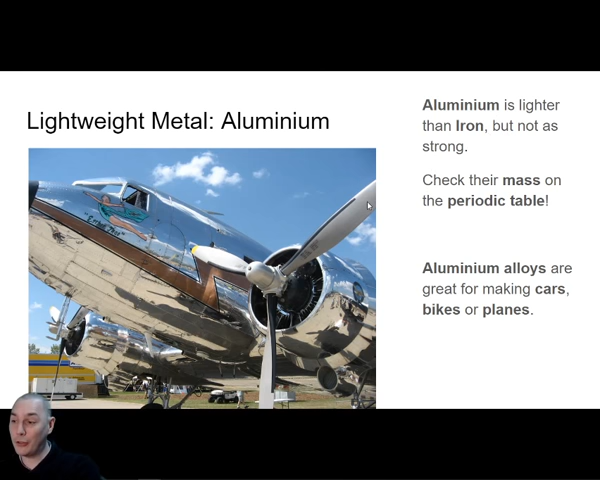 Lightweight Metal: Aluminium
Aluminium is lighter
than Iron, but not as
strong.
Check their mass on
the periodic table!
Aluminium alloys are
great for making cars,
bikes or planes.